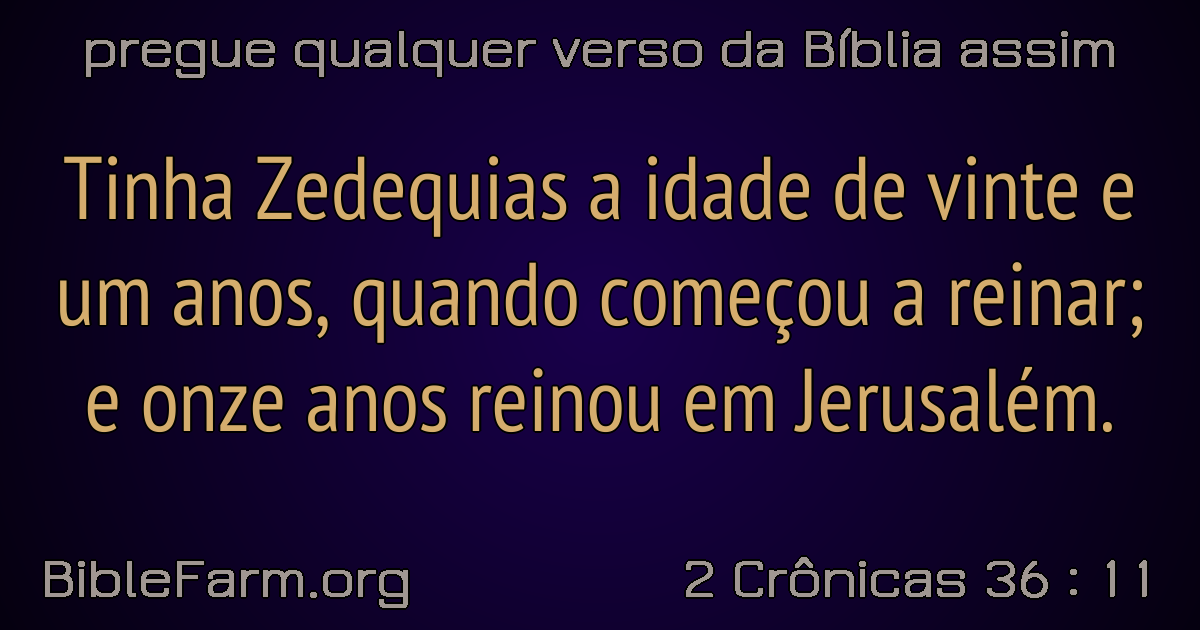 pregue qualquer verso da Bíblia assim
Tinha Zedequias a idade de vinte e
um anos, quando começou a reinar;
e onze anos reinou em Jerusalém.
BibleFarm.org
2 Crônicas 36 : 11